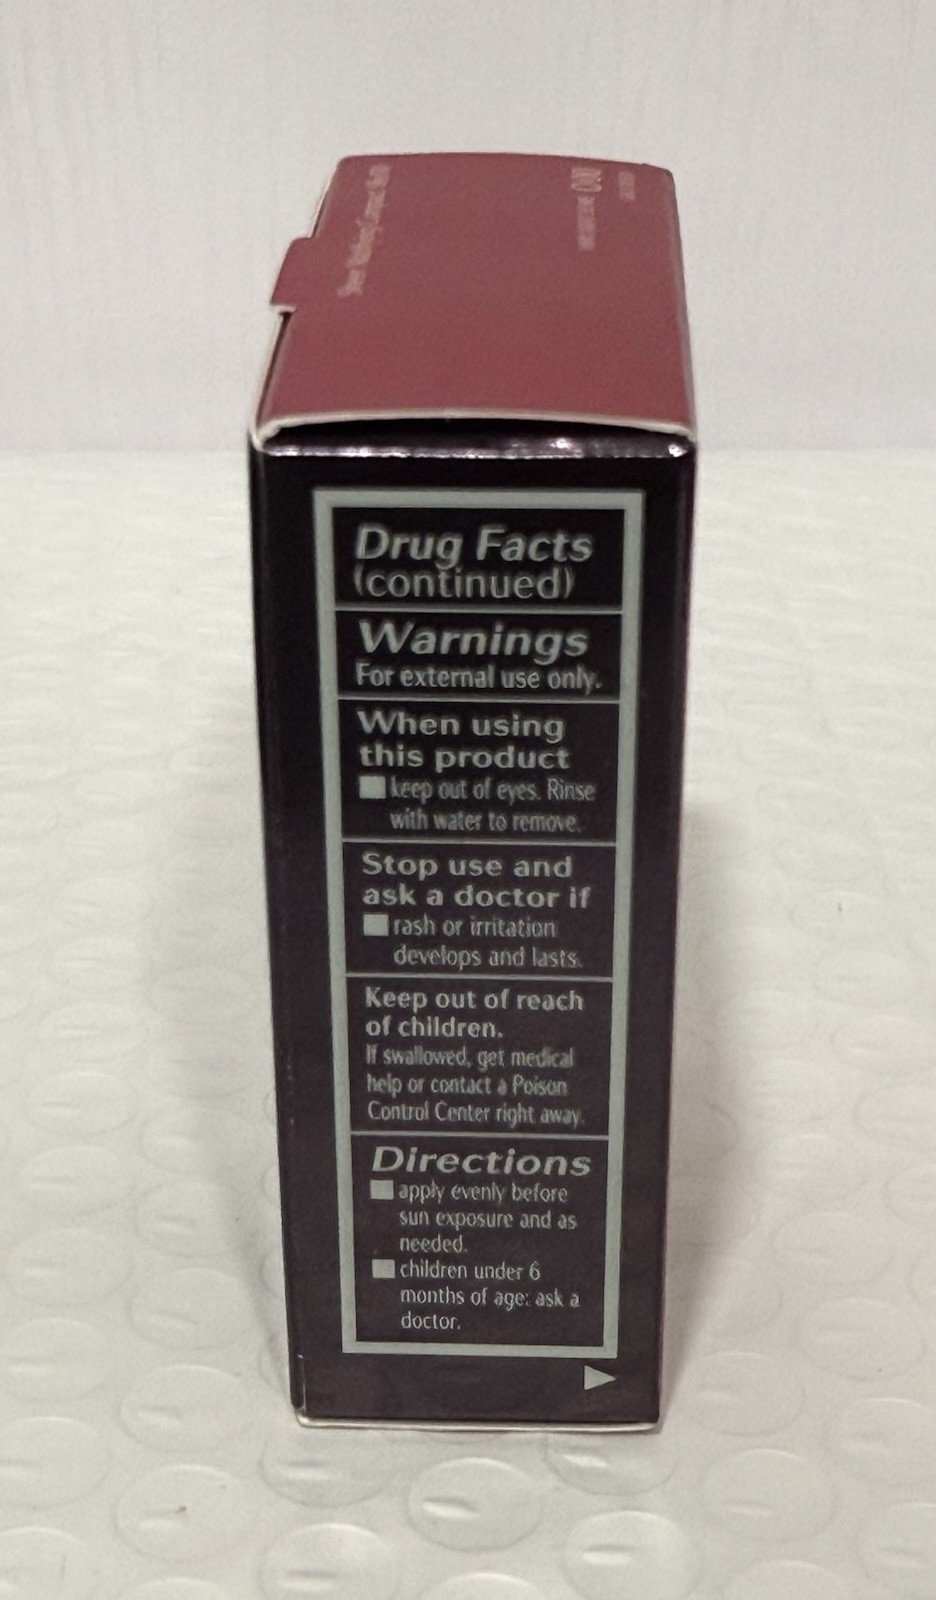 Drug Facts
(continued)
Warnings
For external use only.
When using
this product
keep out of eyes. Rinse
with water to remove.
Stop use and
ask a doctor if
rash or irritation
develops and lasts.
Keep out of reach
of children.
If swallowed, get medical
help or contact a Poison
Control Center right away.
Directions
apply evenly before
sun exposure and as
needed.
children under 6
months of age: ask a
doctor.